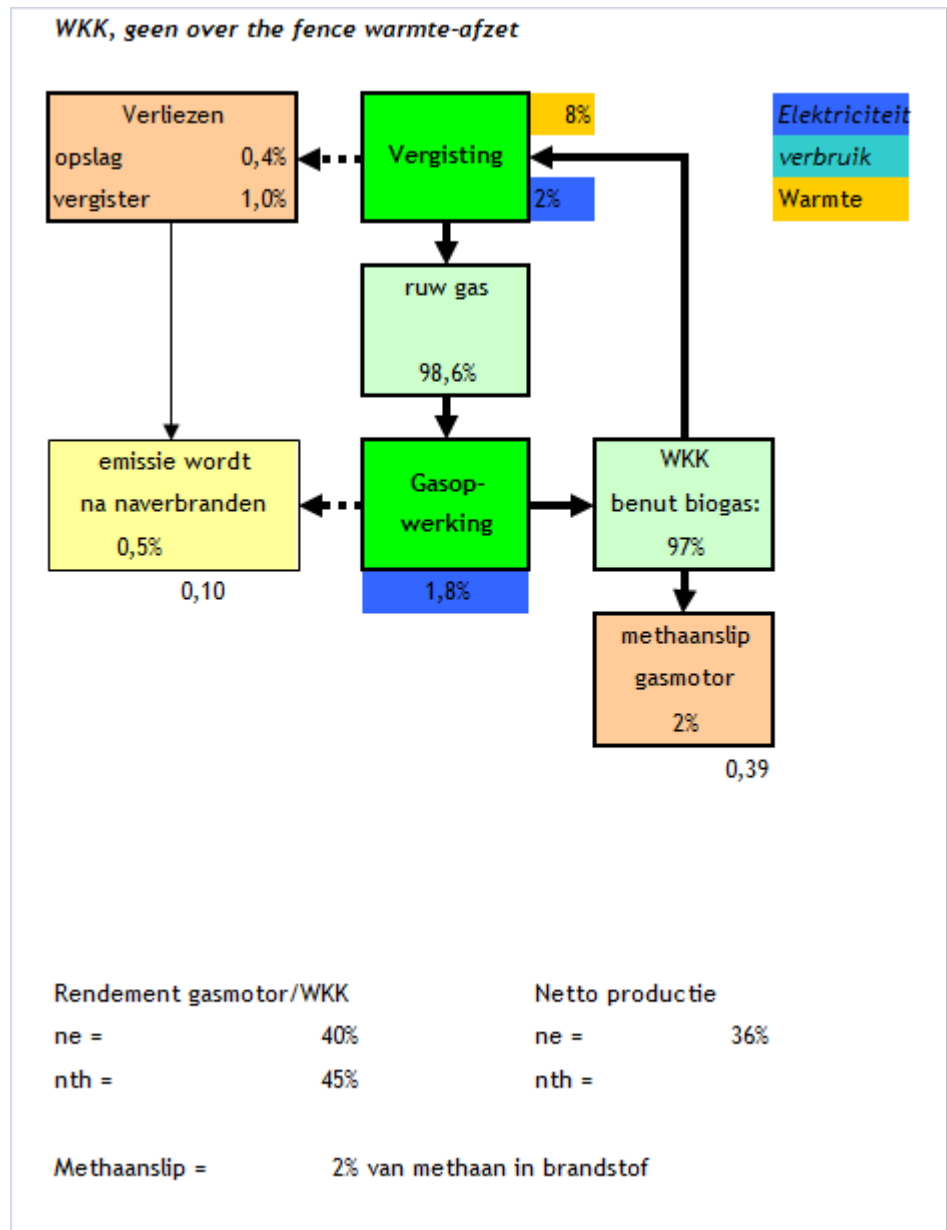 WKK, geen over the fence warmte-afzet
Verliezen
opslag 0,4%
vergister 1,0%
Vergisting
8%
2%
Elektriciteit
verbruik
Warmte
ruw gas
98,6%
emissie wordt
na naverbranden
0,5%
0,10
Gasop-
werking
1,8%
WKK
benut biogas:
97%
methaanslip
gasmotor
2%
0,39
Rendement gasmotor/WKK
ne = 40%
nth = 45%
Netto productie
ne = 36%
nth =
Methaanslip = 2% van methaan in brandstof